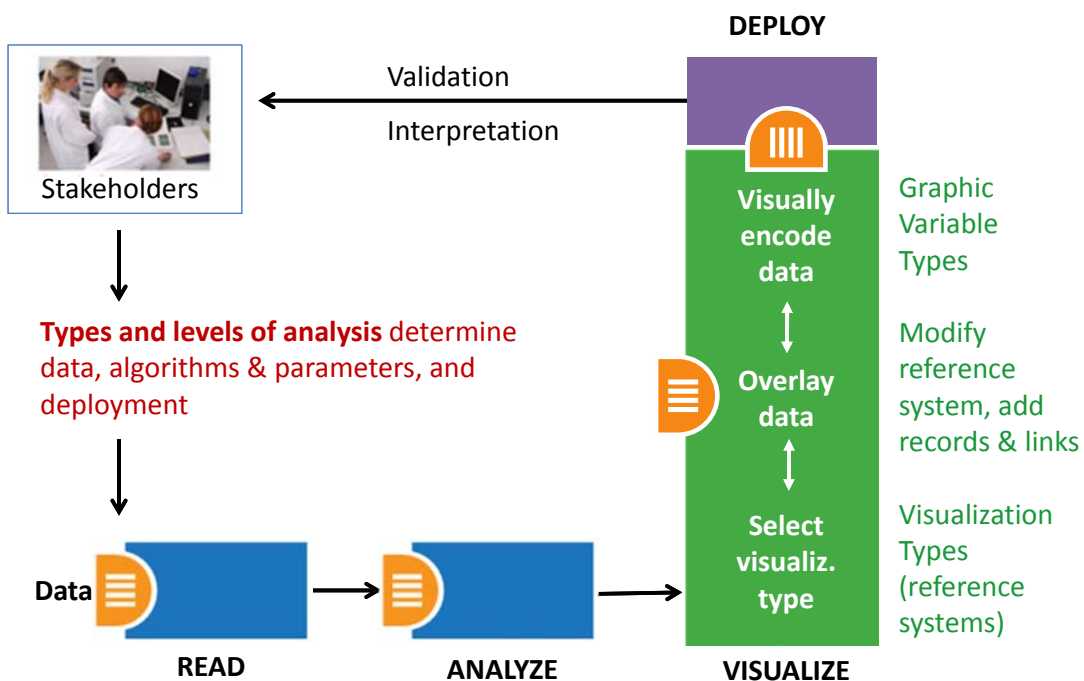 DEPLOY
Validation
Interpretation
Stakeholders
Visually
encode
data
Graphic
Variable
Types
Types and levels of analysis determine
data, algorithms & parameters, and
deployment
Overlay
data
Modify
reference
system, add
records & links
Select
visualiz.
type
Visualization
Types
(reference
systems)
Data
READ
ANALYZE
VISUALIZE